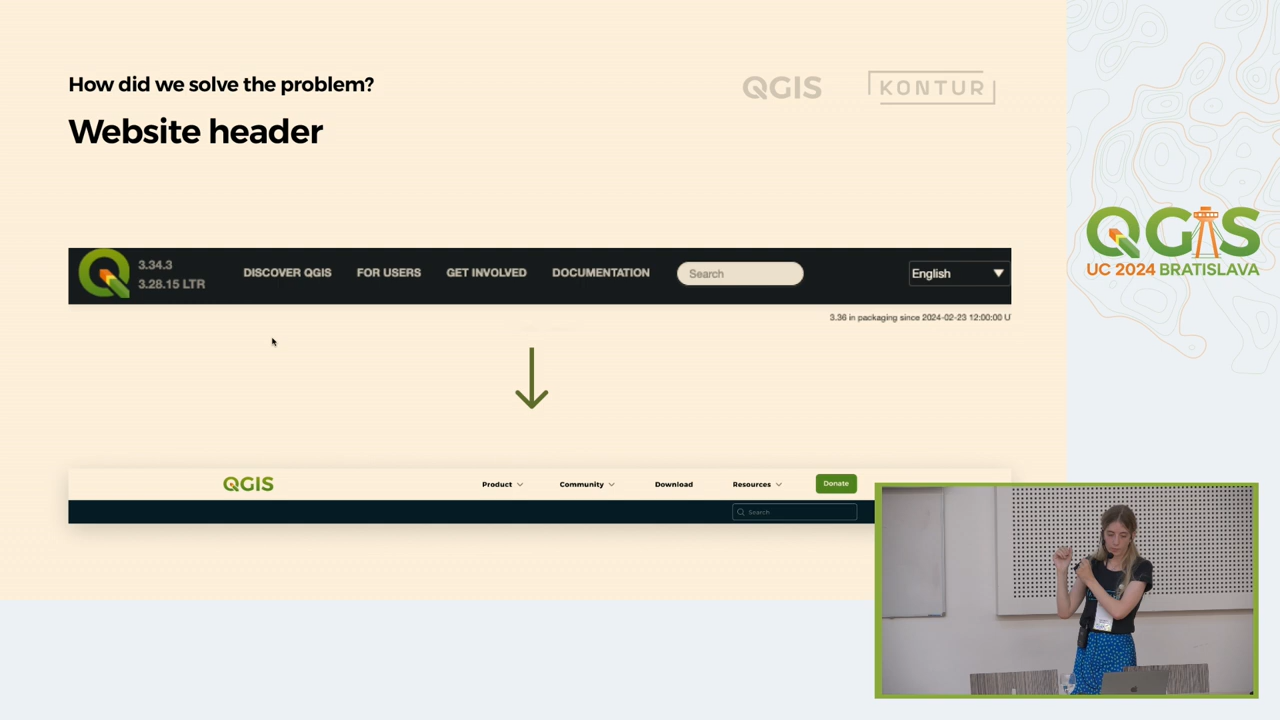 How did we solve the problem?
Website header
QGIS
KONTUR
3.34.3
3.28.15 LTR
DISCOVER QGIS
FOR USERS
GET INVOLVED
DOCUMENTATION
Search
English
3.36 in packaging since 2024-02-23 12:00:00 U
QGIS
Product
Community
Download
Resources
Donate
Search
QGIS
UC 2024 BRATISLAVA